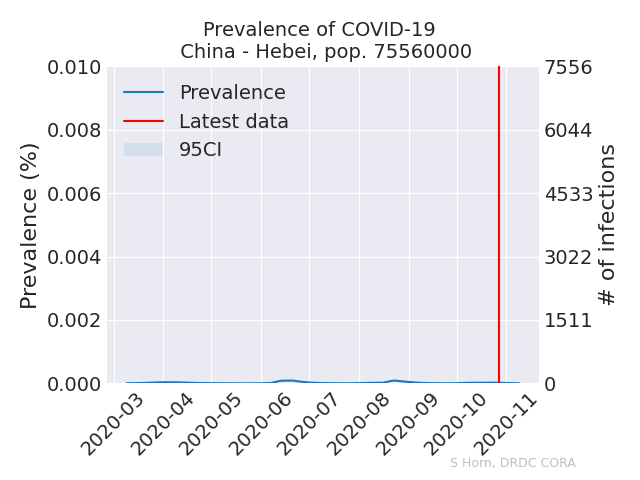 Prevalence of COVID-19
China - Hebei, pop. 75560000
Prevalence
Latest data
95CI
Prevalence (%)
0.010
0.008
0.006
0.004
0.002
0.000
7556
6044
4533
3022
1511
0
# of infections
2020-03
2020-04
2020-05
2020-06
2020-07
2020-08
2020-09
2020-10
2020-11
S Horn, DRDC CORA